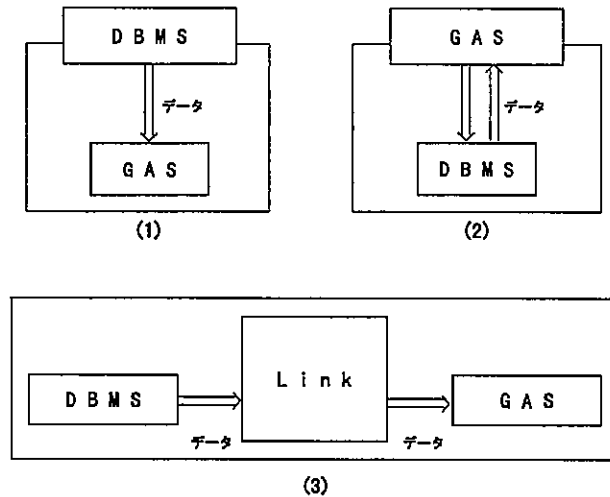 DBMS GAS
データ データ
GAS DBMS
(1) (2)
Link
DBMS GAS
データ データ
(3)